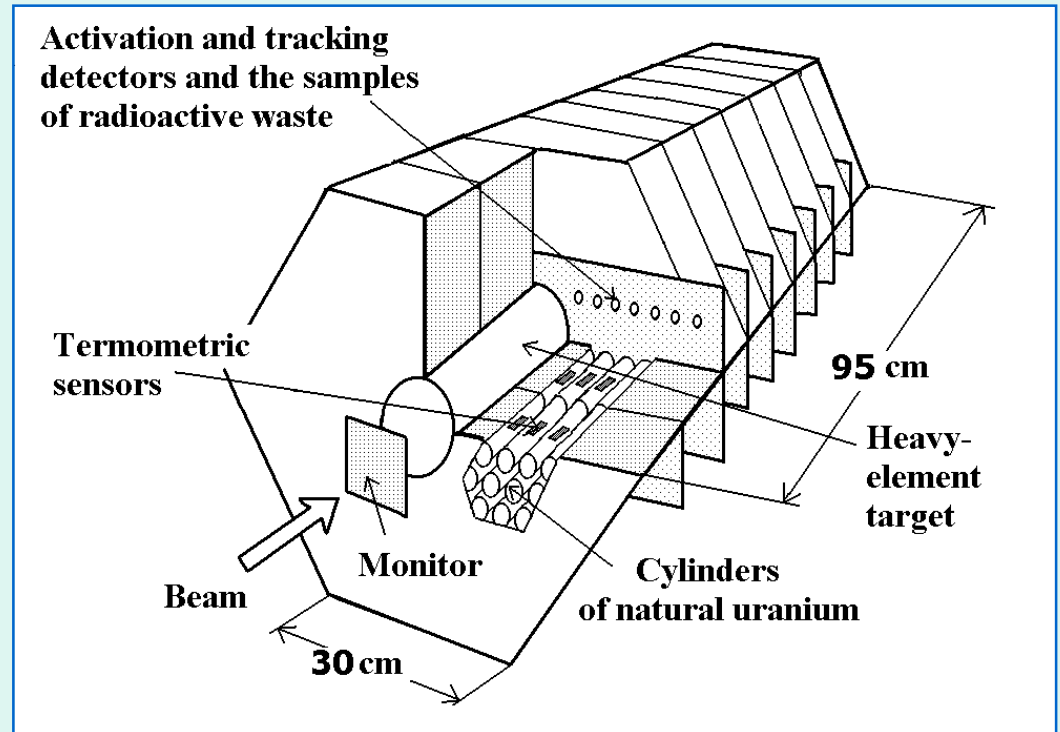 Activation and tracking
detectors and the samples
of radioactive waste
Termometric
sensors
95 cm
Heavy-
element
target
Monitor
Cylinders
of natural uranium
Beam
30 cm